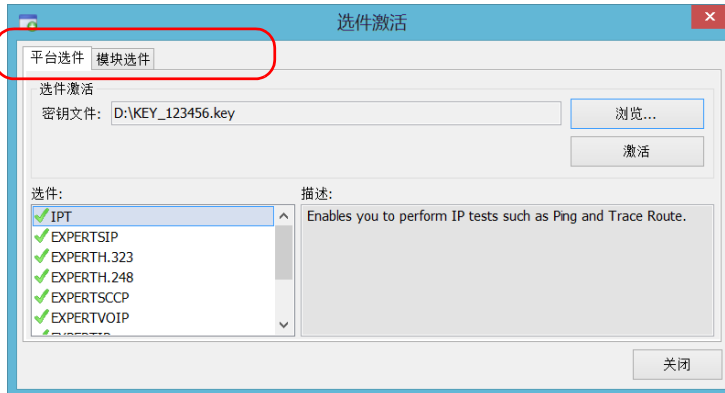 选件激活
平台选件 模块选件
选件激活
密钥文件: D:\KEY_123456.key 浏览...
激活
选件: 描述:
IPT
EXPERTSIP
EXPERTH.323
EXPERTH.248
EXPERTSCCP
EXPERTVOIP
Enables you to perform IP tests such as Ping and Trace Route.
关闭